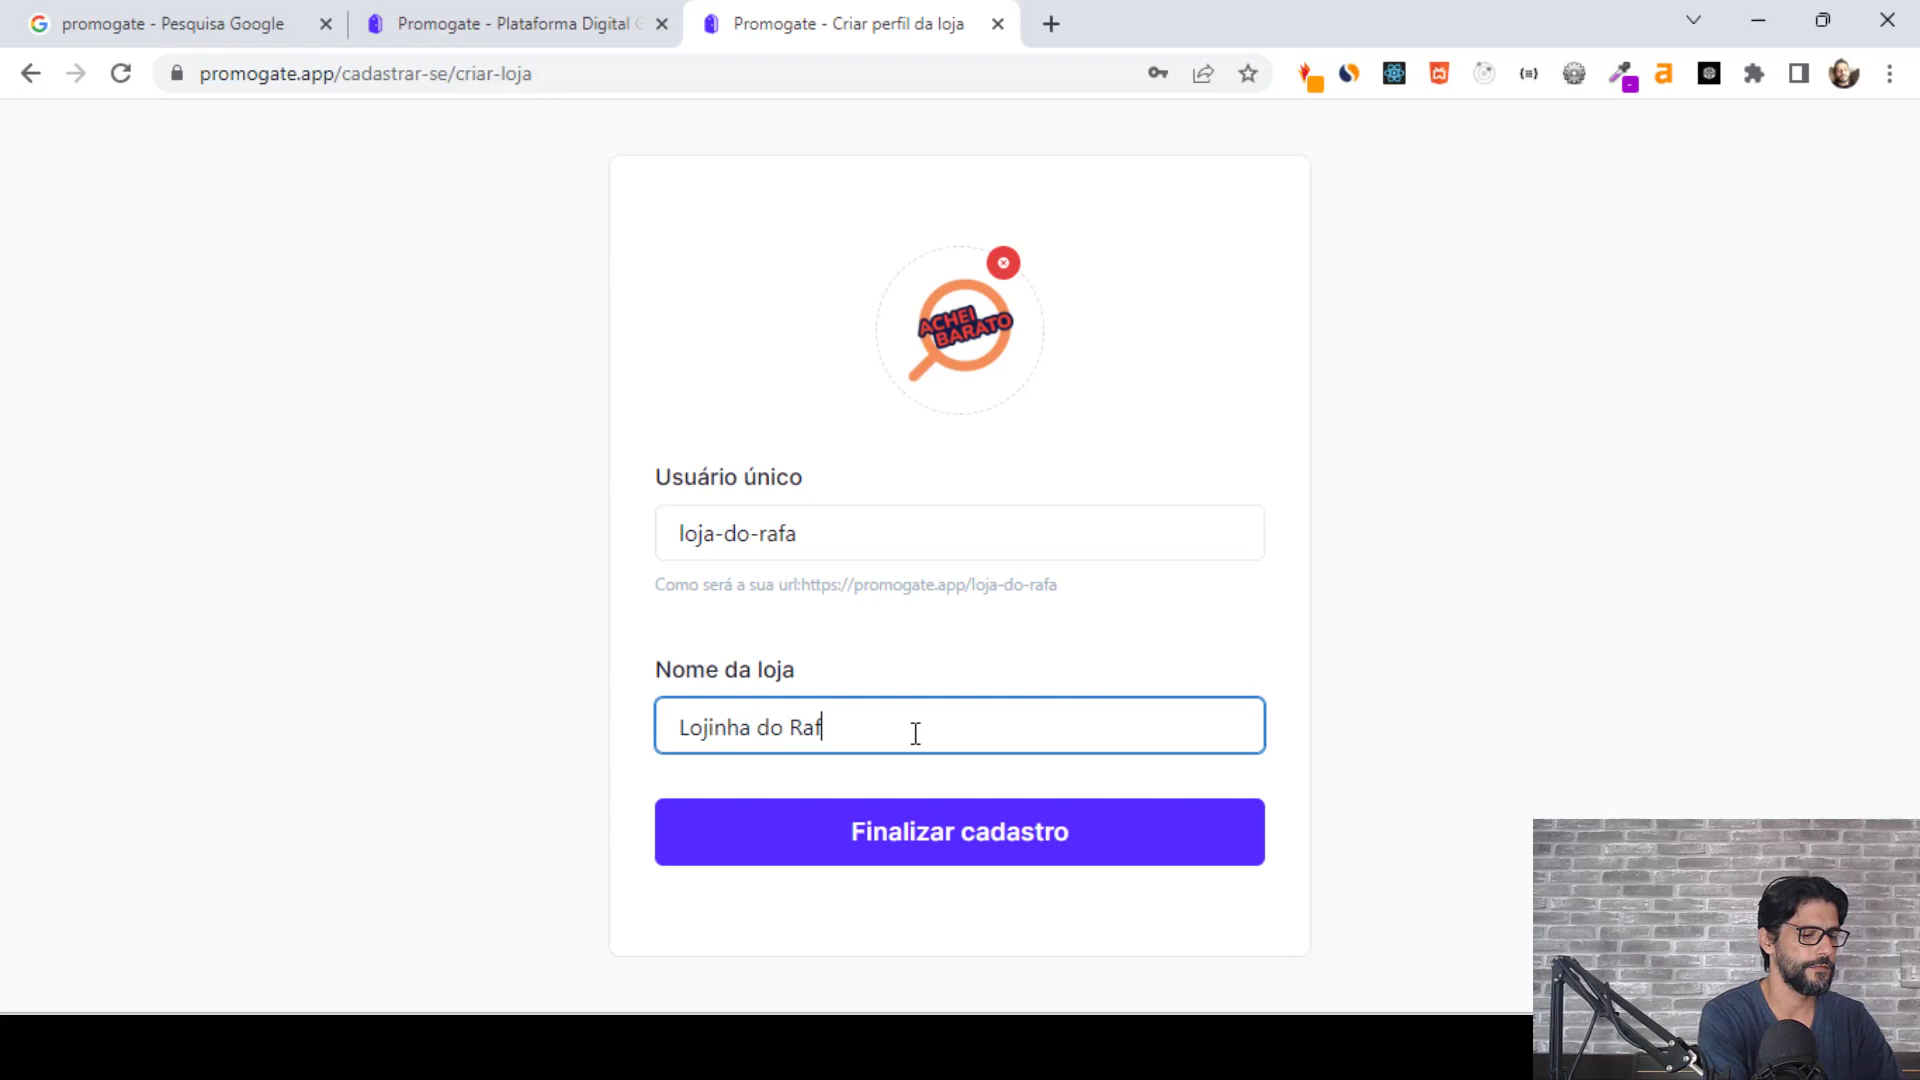 promogate - Pesquisa Google
Promogate - Plataforma Digital G
Promogate - Criar perfil da loja
promogate.app/cadastrar-se/criar-loja
ACHEI
BARATO
Usuário único
loja-do-rafa
Como será a sua url:https://promogate.app/loja-do-rafa
Nome da loja
Lojinha do Raf
Finalizar cadastro